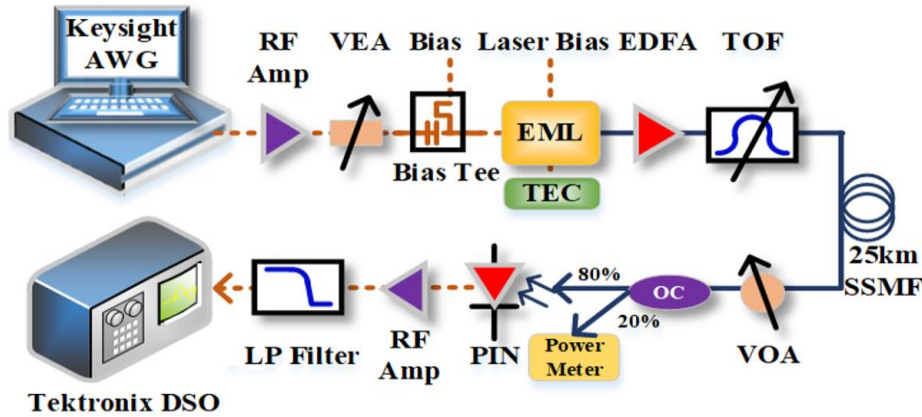 Keysight
AWG
RF
Amp
VEA
Bias
Laser Bias
EDFA
TOF
Bias Tee
EML
TEC
25km
SSMF
80%
20%
OC
VOA
Power
Meter
PIN
RF
Amp
LP Filter
Tektronix DSO